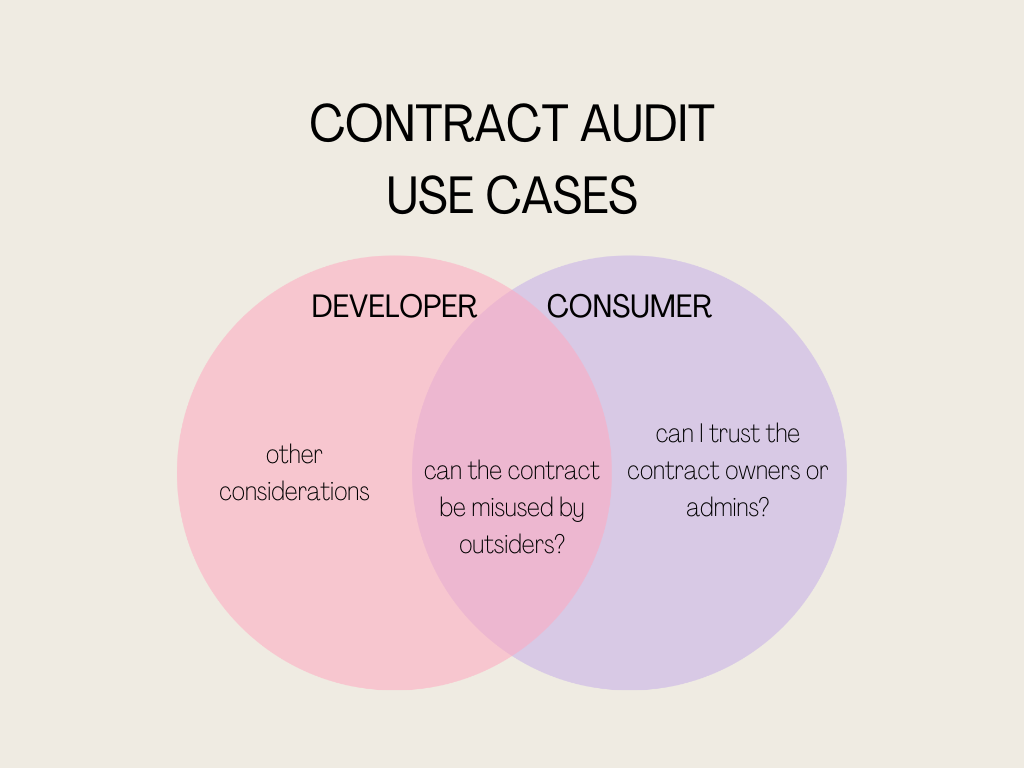 CONTRACT AUDIT
USE CASES
DEVELOPER
CONSUMER
other
considerations
can the contract
be misused by
outsiders?
can I trust the
contract owners or
admins?